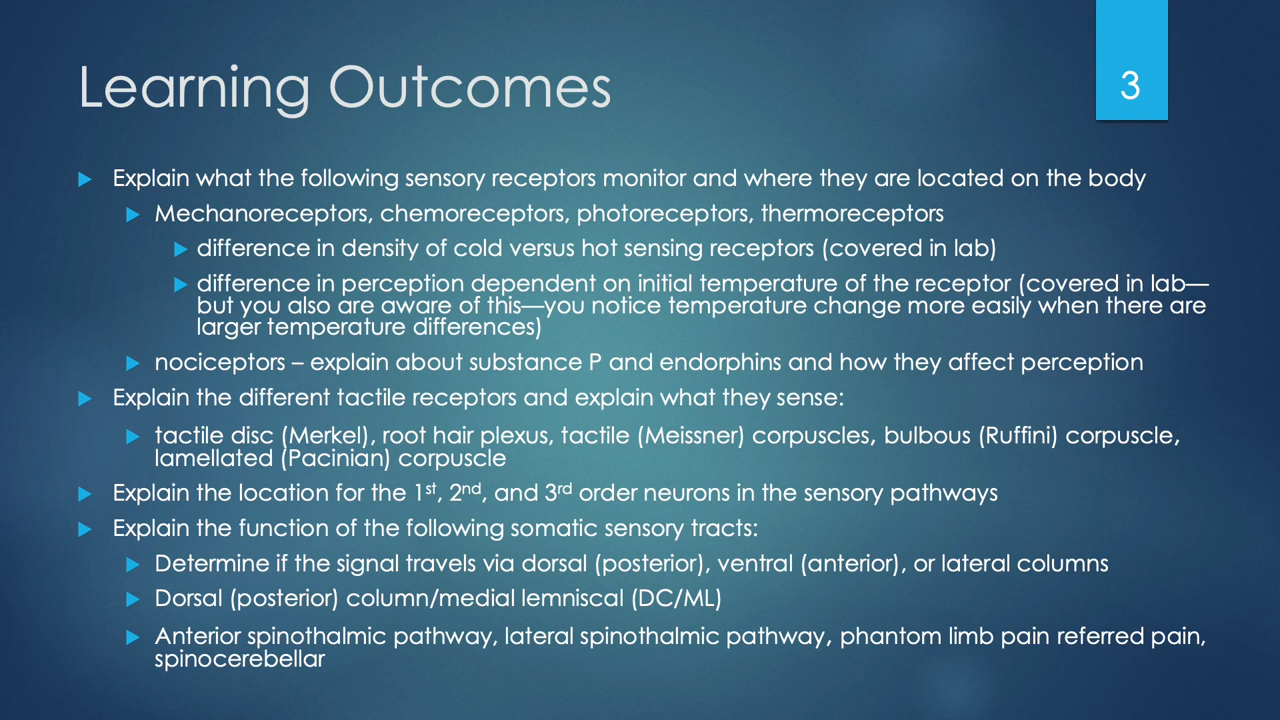 Learning Outcomes
3
Explain what the following sensory receptors monitor and where they are located on the body
Mechanoreceptors, chemoreceptors, photoreceptors, thermoreceptors
difference in density of cold versus hot sensing receptors (covered in lab)
difference in perception dependent on initial temperature of the receptor (covered in lab—
but you also are aware of this—you notice temperature change more easily when there are
larger temperature differences)
nociceptors – explain about substance P and endorphins and how they affect perception
Explain the different tactile receptors and explain what they sense:
tactile disc (Merkel), root hair plexus, tactile (Meissner) corpuscles, bulbous (Ruffini) corpuscle,
lamellated (Pacinian) corpuscle
Explain the location for the 1st, 2nd, and 3rd order neurons in the sensory pathways
Explain the function of the following somatic sensory tracts:
Determine if the signal travels via dorsal (posterior), ventral (anterior), or lateral columns
Dorsal (posterior) column/medial lemniscal (DC/ML)
Anterior spinothalmic pathway, lateral spinothalmic pathway, phantom limb pain referred pain,
spinocerebellar